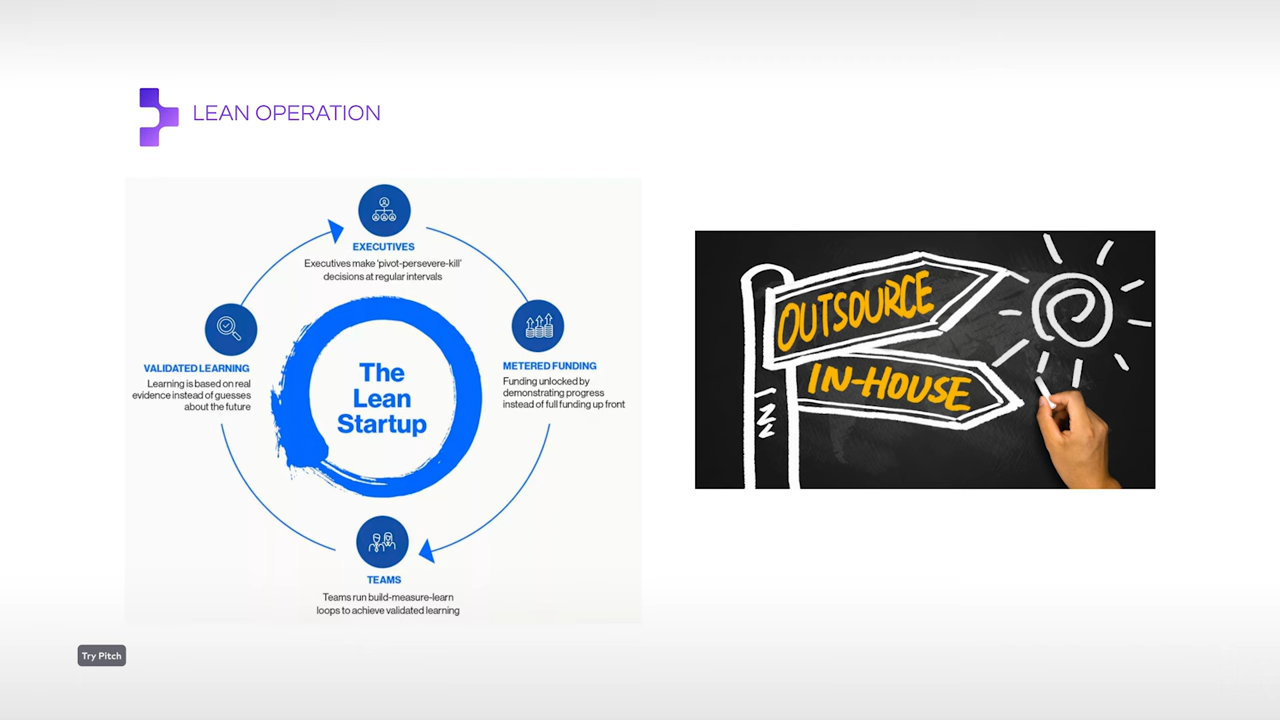 LEAN OPERATION
EXECUTIVES
Executives make 'pivot-persevere-kill'
decisions at regular intervals
VALIDATED LEARNING
Learning is based on real
evidence instead of guesses
about the future
The
Lean
Startup
METERED FUNDING
Funding unlocked by
demonstrating progress
instead of full funding up front
TEAMS
Teams run build-measure-learn
loops to achieve validated learning
OUTSOURCE
IN-HOUSE
Try Pitch